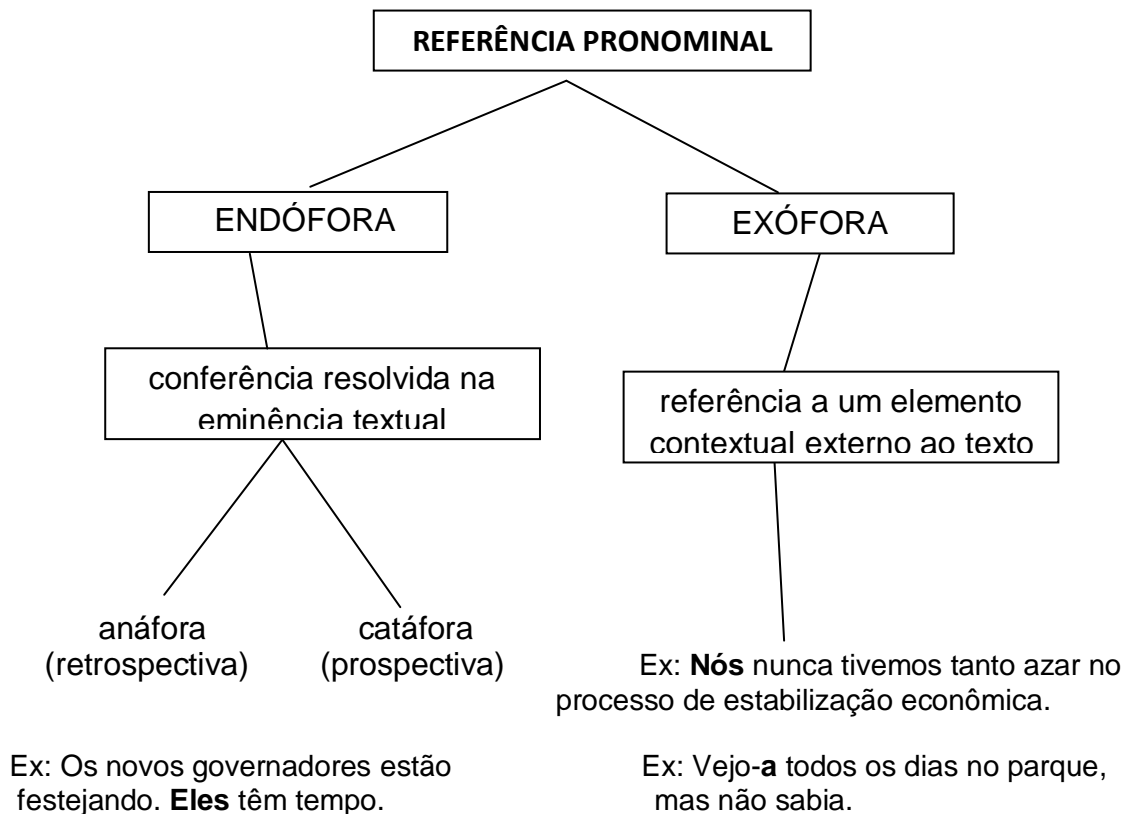 REFERÊNCIA PRONOMINAL
ENDÓFORA
EXÓFORA
conferência resolvida na
eminência textual
referência a um elemento
contextual externo ao texto
anáfora
(retrospectiva)
catáfora
(prospectiva)
Ex: Nós nunca tivemos tanto azar no
processo de estabilização econômica.
Ex: Os novos governadores estão
festejando. Eles têm tempo.
Ex: Vejo-a todos os dias no parque,
mas não sabia.